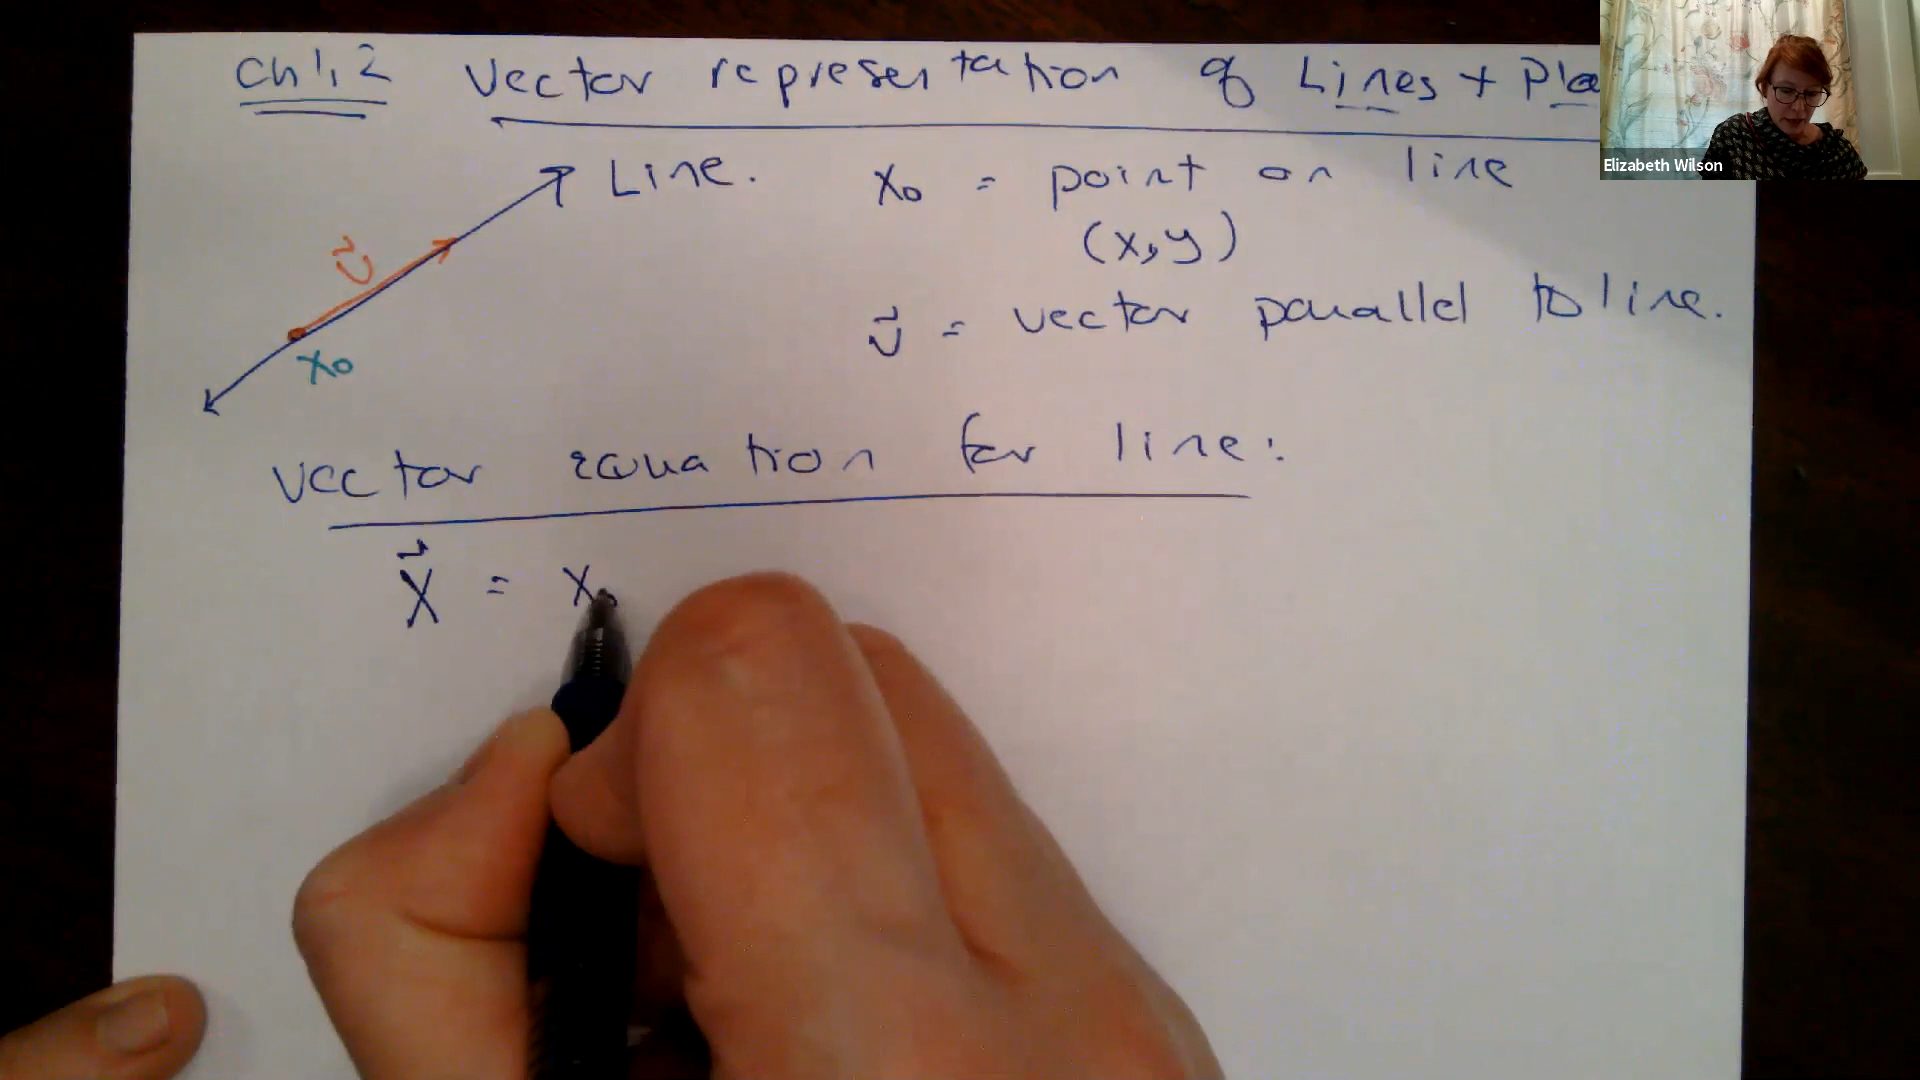 Ch 1.2 Vector representation of Lines + Pla
Elizabeth Wilson
Line.
x₀ = point on line
(x, y)
v⃗
x₀
v⃗ = vector parallel to line.
Vector equation for line:
x⃗ = x₀